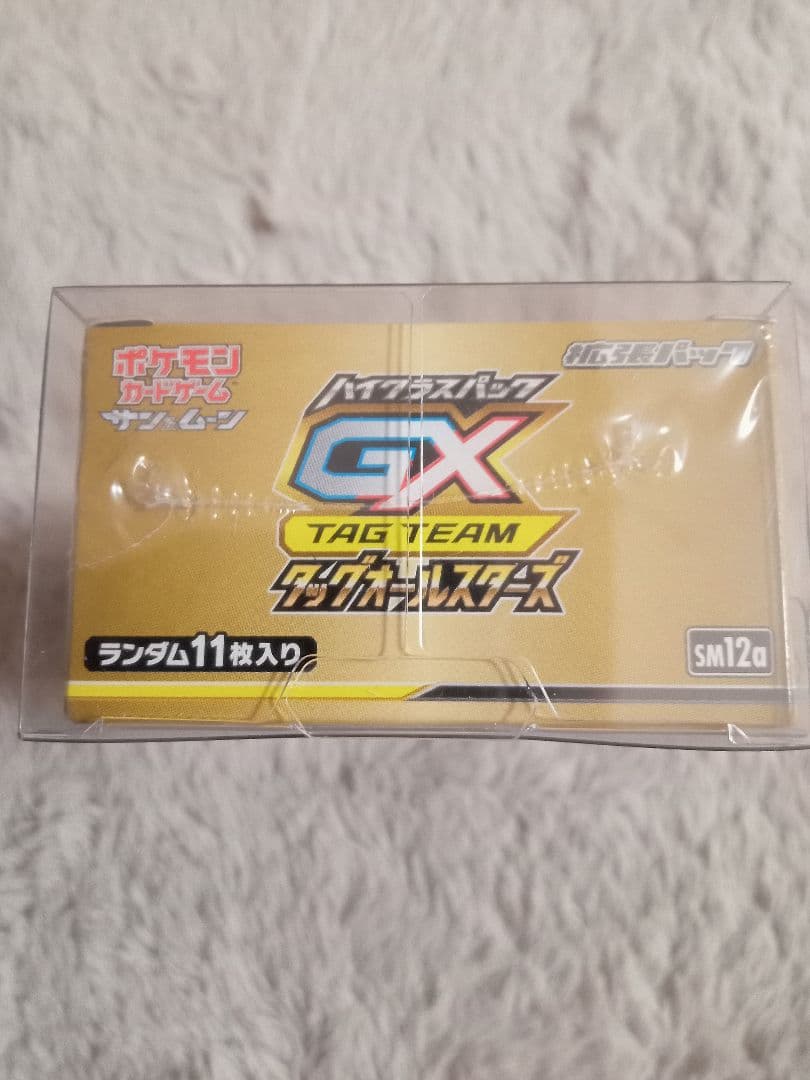 ポケモン
カードゲーム™
サン&ムーン
拡張パック
ハイクラスパック
GX
TAG TEAM
タッグオールスターズ
ランダム11枚入り
SM12a